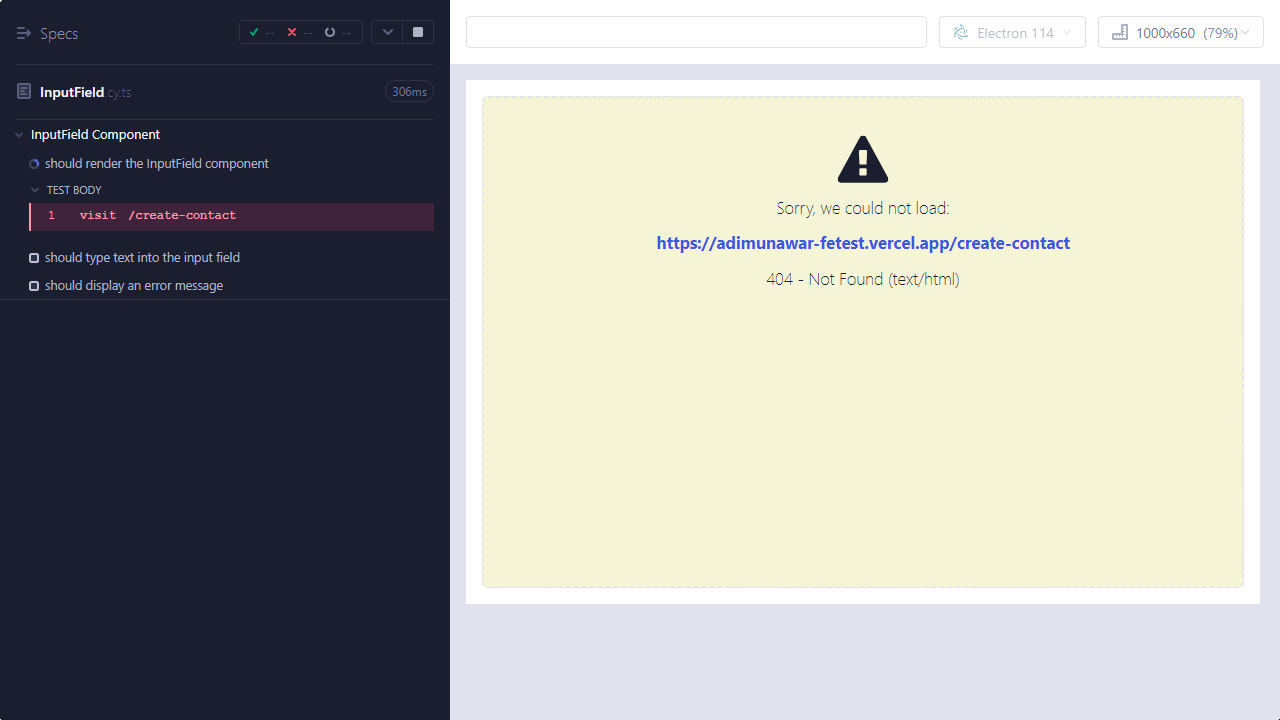 Specs
-- -- --
InputField.cy.ts
306ms
InputField Component
should render the InputField component
TEST BODY
1 visit /create-contact
should type text into the input field
should display an error message
Electron 114
1000x660 (79%)
Sorry, we could not load:
https://adimunawar-fetest.vercel.app/create-contact
404 - Not Found (text/html)